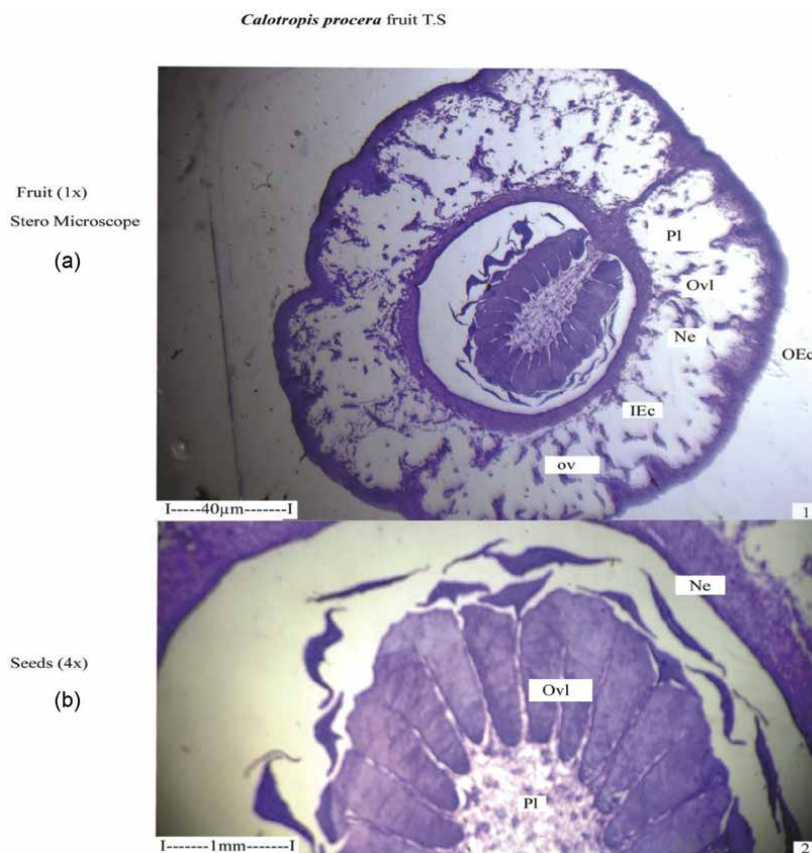 Calotropis procera fruit T.S
Fruit (1x)
Stero Microscope
(a)
Pl
Ovl
Ne
OEc
IEc
ov
I-----40µm-------I
1
Seeds (4x)
(b)
Ne
Ovl
Pl
I-------1mm-------I
2